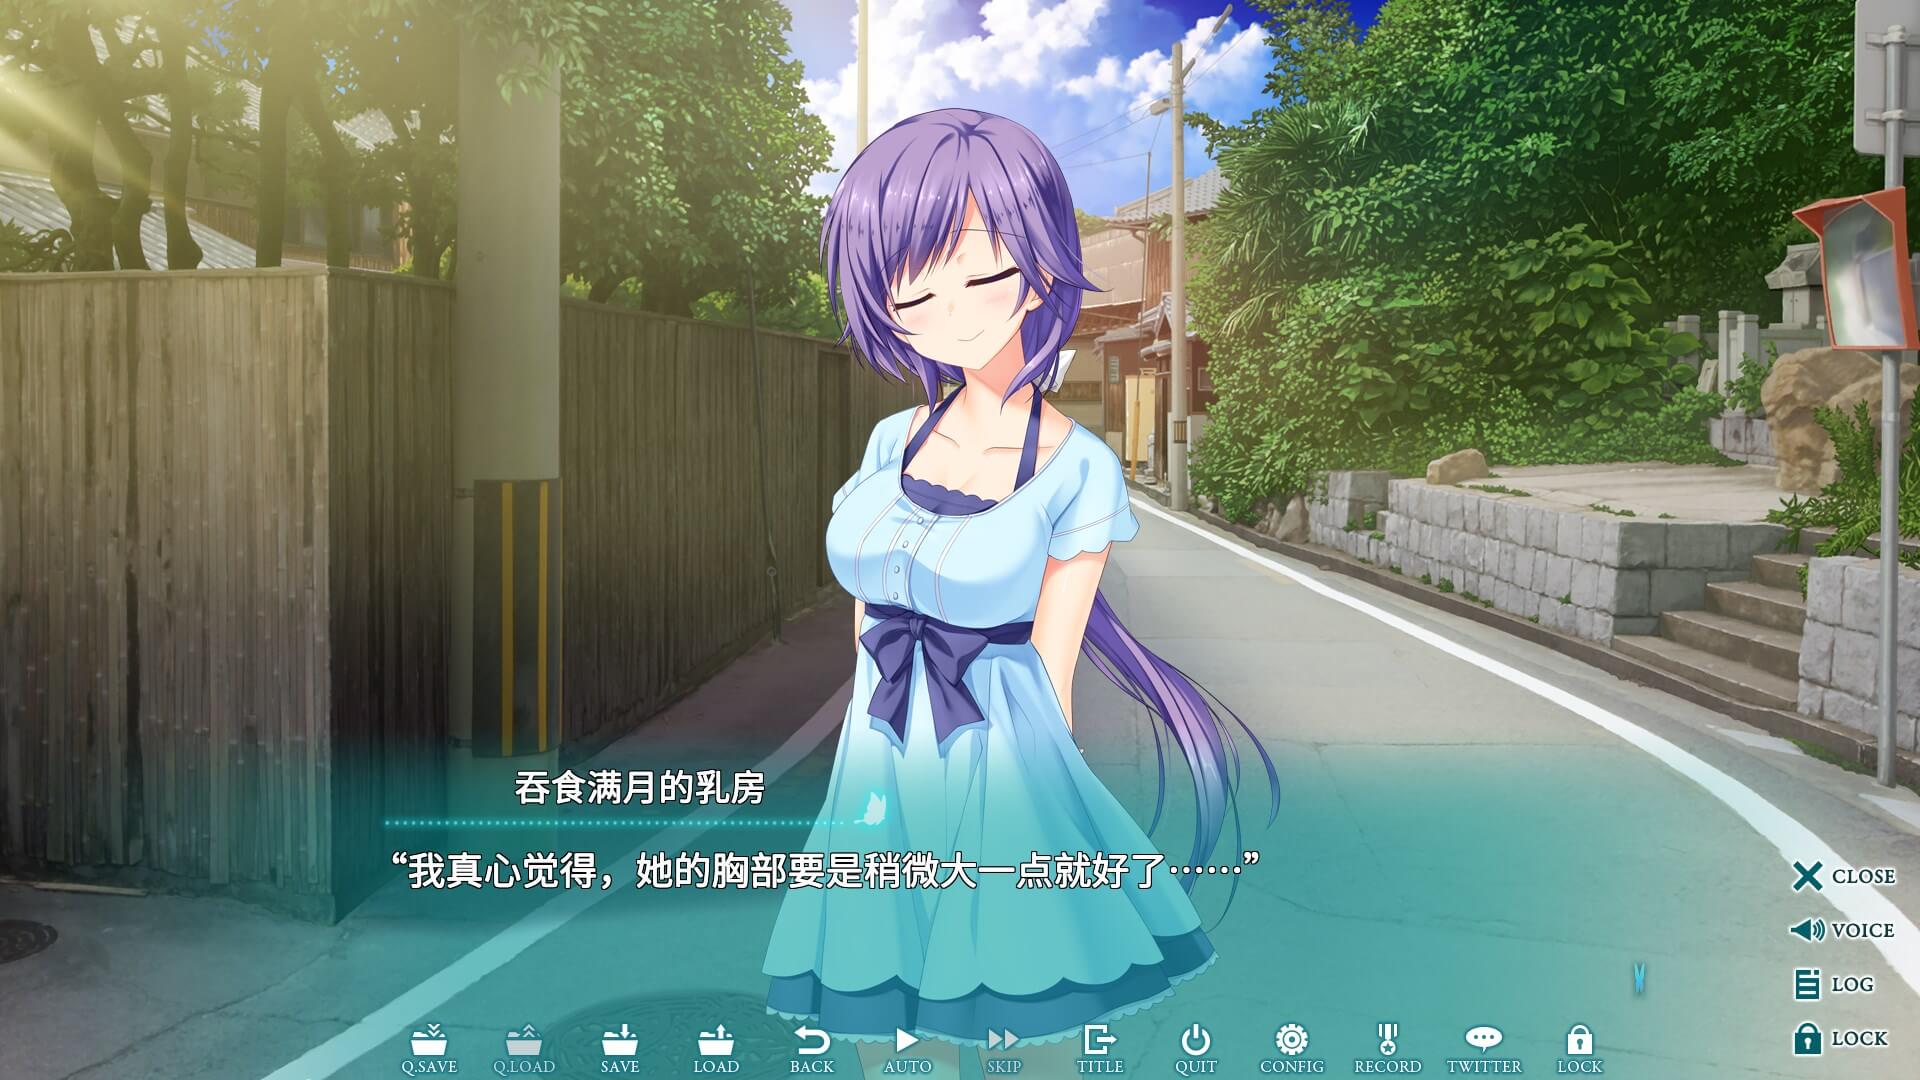 吞食满月的乳房
“我真心觉得，她的胸部要是稍微大一点就好了……”
CLOSE
VOICE
LOG
LOCK
Q.SAVE
Q.LOAD
SAVE
LOAD
BACK
AUTO
SKIP
TITLE
QUIT
CONFIG
RECORD
TWITTER
LOCK